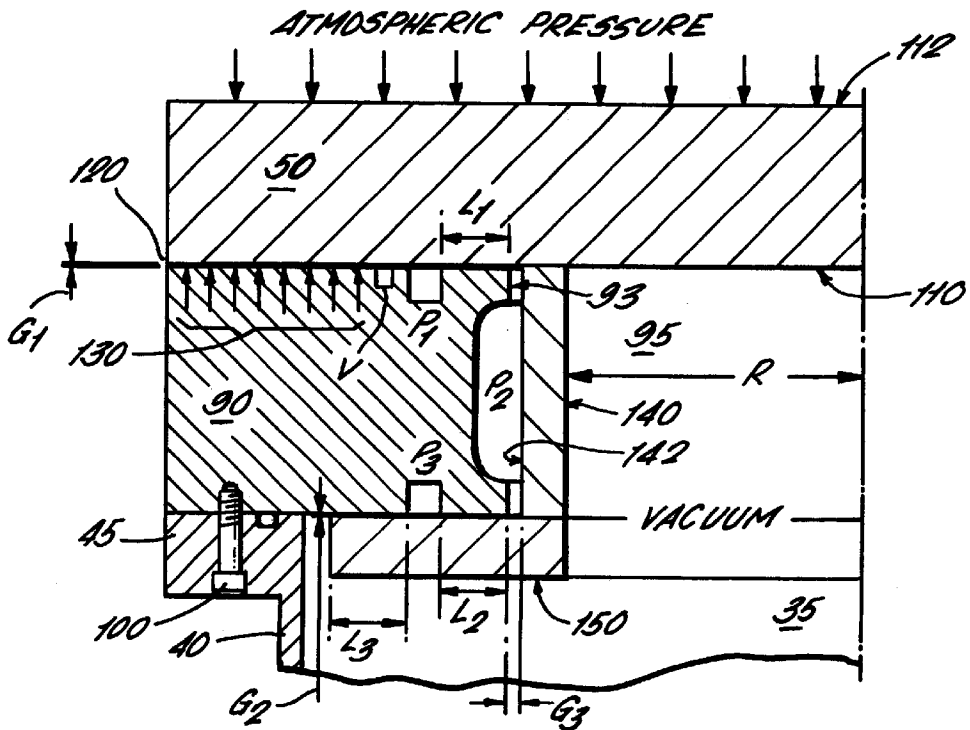 ATMOSPHERIC PRESSURE
112
50
120
L1
G1
93
110
P1
95
130
V
R
90
P2
140
P3
142
45
VACUUM
100
L2
150
35
40
L3
G2
G3